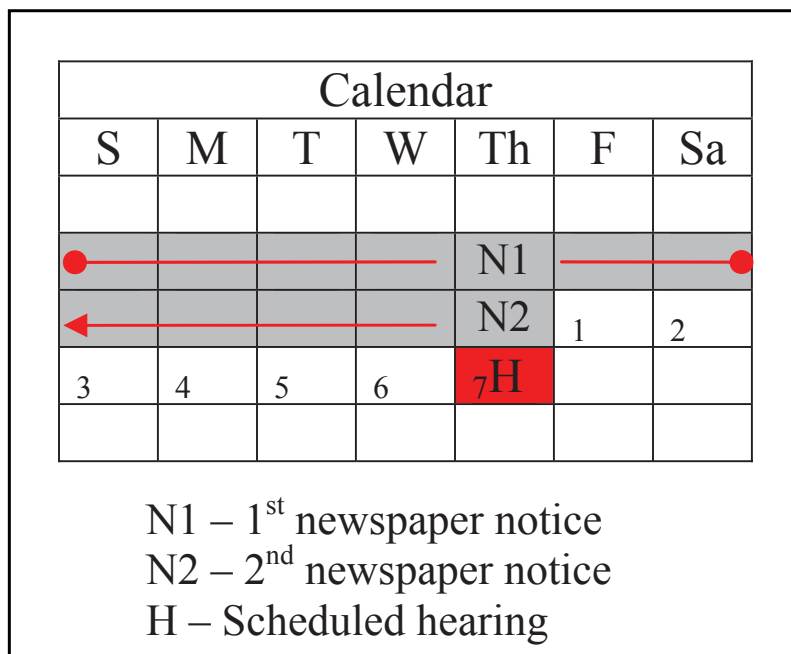 Calendar
S M T W Th F Sa
N1
N2 1 2
3 4 5 6 7H
N1 – 1st newspaper notice
N2 – 2nd newspaper notice
H – Scheduled hearing